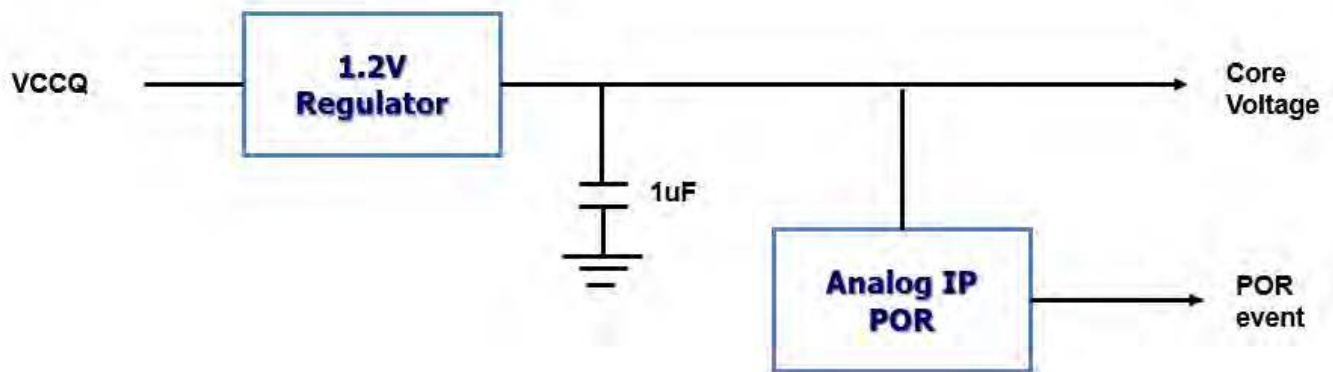 VCCQ
1.2V
Regulator
Core
Voltage
1uF
Analog IP
POR
POR
event